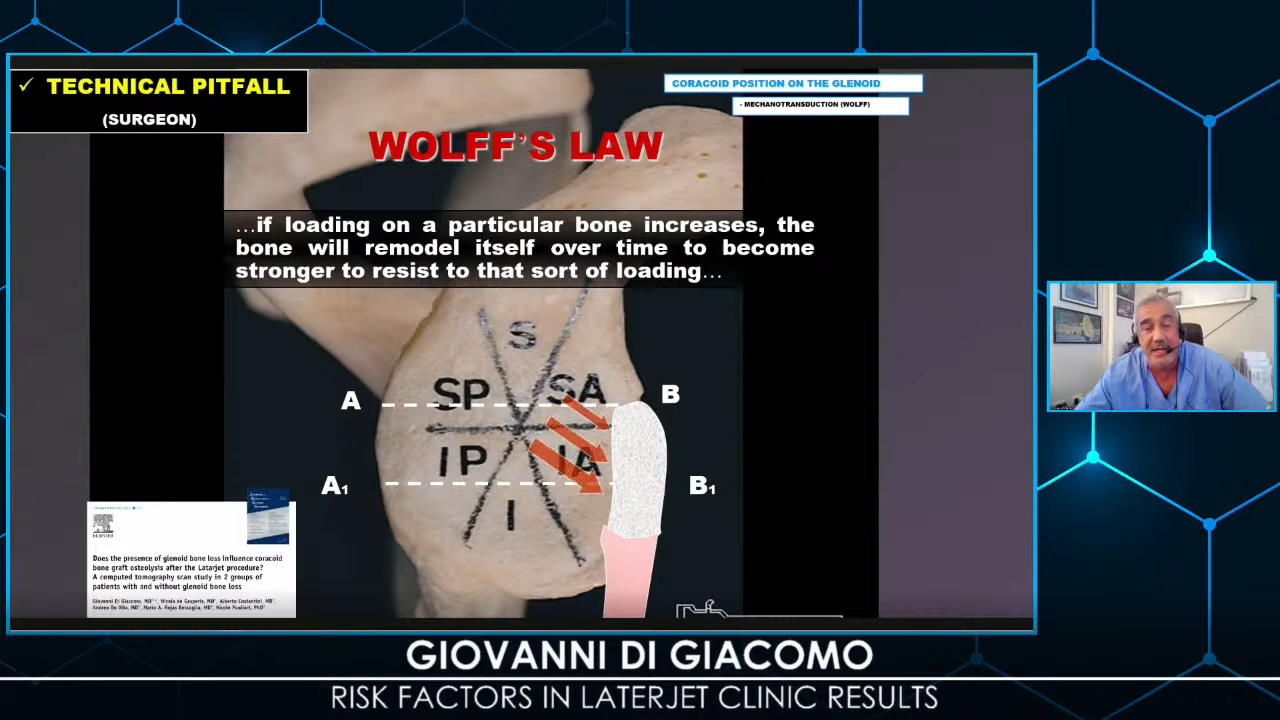 ✓ TECHNICAL PITFALL
(SURGEON)
CORACOID POSITION ON THE GLENOID
- MECHANOTRANSDUCTION (WOLFF)
WOLFF'S LAW
...if loading on a particular bone increases, the
bone will remodel itself over time to become
stronger to resist to that sort of loading...
S
SP SA
A B
IP IA
A1 B1
I
ELSEVIER
Does the presence of glenoid bone loss influence coracoid
bone graft osteolysis after the Latarjet procedure?
A computed tomography scan study in 2 groups of
patients with and without glenoid bone loss
GIOVANNI DI GIACOMO
RISK FACTORS IN LATERJET CLINIC RESULTS